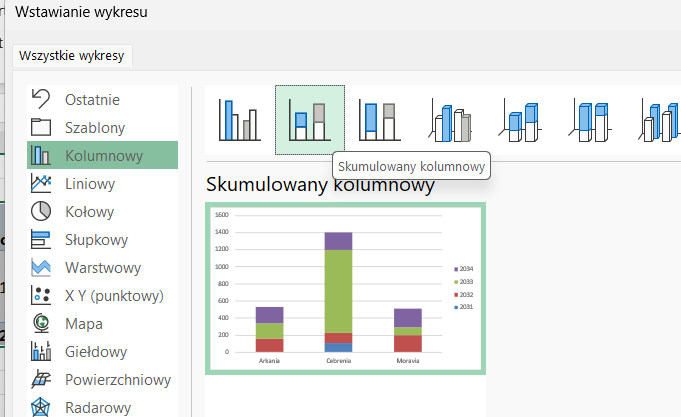 Wstawianie wykresu
Wszystkie wykresy
Ostatnie
Szablony
Kolumnowy
Liniowy
Kołowy
Słupkowy
Warstwowy
X Y (punktowy)
Mapa
Giełdowy
Powierzchniowy
Radarowy
Skumulowany kolumnowy
Skumulowany kolumnowy
1600
1400
1200
1000
800
600
400
200
0
Arkania
Cebrenia
Moravia
2034
2033
2032
2031